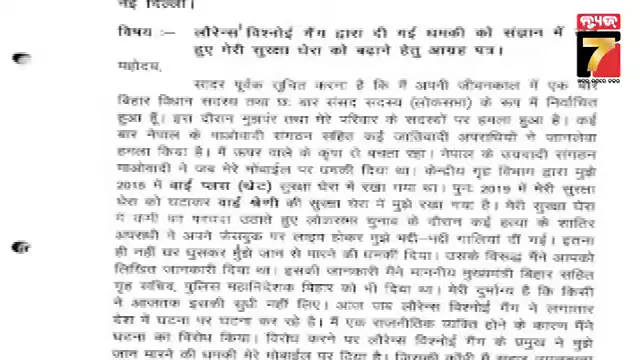 नई दिल्ली।
विषय :- लौरेन्स विश्नोई गैंग द्वारा दी गई धमकी को संज्ञान में
हुए मेरी सुरक्षा घेरा को बढ़ाने हेतु आग्रह पत्र।
न्यूज़
7
महोदय,
सादर पूर्वक सूचित करना है कि मैं अपनी जीवनकाल में एक बार
बिहार विधान सदस्य तथा छः बार संसद सदस्य (लोकसभा) के रूप में निर्वाचित
हुआ हूँ। इस दौरान मुझपर तथा मेरे परिवार के सदस्यों पर हमला हुआ है। कई
बार नेपाल के माओवादी संगठन सहित कई जातिवादी अपराधियों ने जानलेवा
हमला किया है। मैं ऊपर वाले के कृपा से बचता रहा। नेपाल के उग्रवादी संगठन
माओवादी ने जब मेरे मोबाईल पर धमकी दिया था। केन्द्रीय गृह विभाग द्वारा मुझे
2015 में वाई प्लस सुरक्षा घेरा में रखा गया था। पुनः 2019 में मेरी सुरक्षा
घेरा को घटाकर वाई श्रेणी की सुरक्षा घेरा में मुझे रखा गया है। मेरी सुरक्षा घेरा
में कमी का फायदा उठाते हुए लोकसभा चुनाव के दौरान कई हत्या के शातिर
अपराधी ने अपने फेसबुक पर लाइव होकर मुझे भद्दी-भद्दी गालियां दी गई। इतना
ही नहीं घर घुसकर मुझे जान से मारने की धमकी दिया। उसके विरूद्ध मैंने आपको
लिखित जानकारी दिया था। इसकी जानकारी मैंने माननीय मुख्यमंत्री बिहार सहित
गृह सचिव, पुलिस महानिदेशक बिहार को भी दिया था। मेरी दुर्भाग्य है कि किसी
ने आजतक इसकी सुधी नहीं लिए। आज जब लौरेन्स विश्नोई गैंग ने लगातार
देश में घटना पर घटना कर रहे है। मैं एक राजनीतिक व्यक्ति होने के कारण मैंने
घटना का विरोध किया। विरोध करने पर लौरेन्स विश्नोई गैंग के प्रमुख ने मुझे
जान मारने की धमकी मेरे मोबाईल पर दिया है। जिसकी कॉपी में